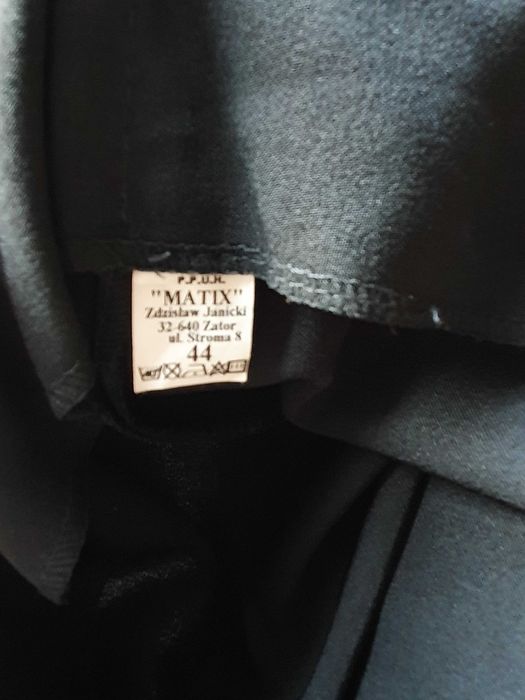 P.P.U.H.
"MATIX"
Zdzisław Janicki
32-640 Zator
ul. Stroma 8
44